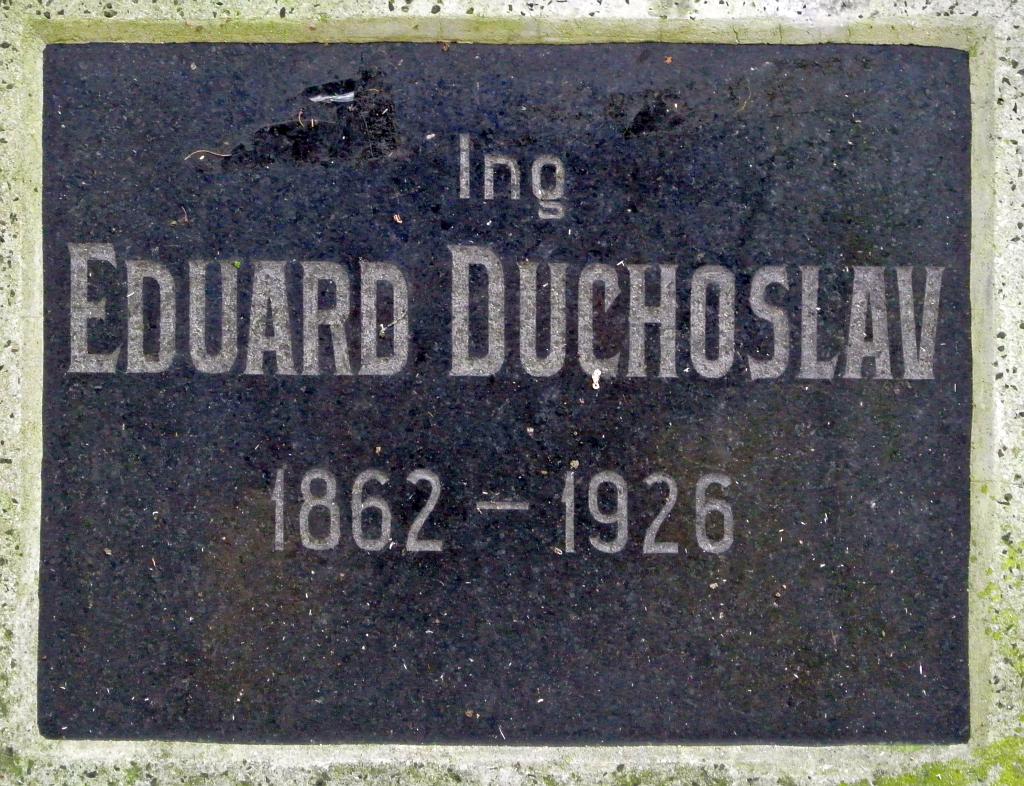 Ing
EDUARD DUCHOSLAV
1862 – 1926